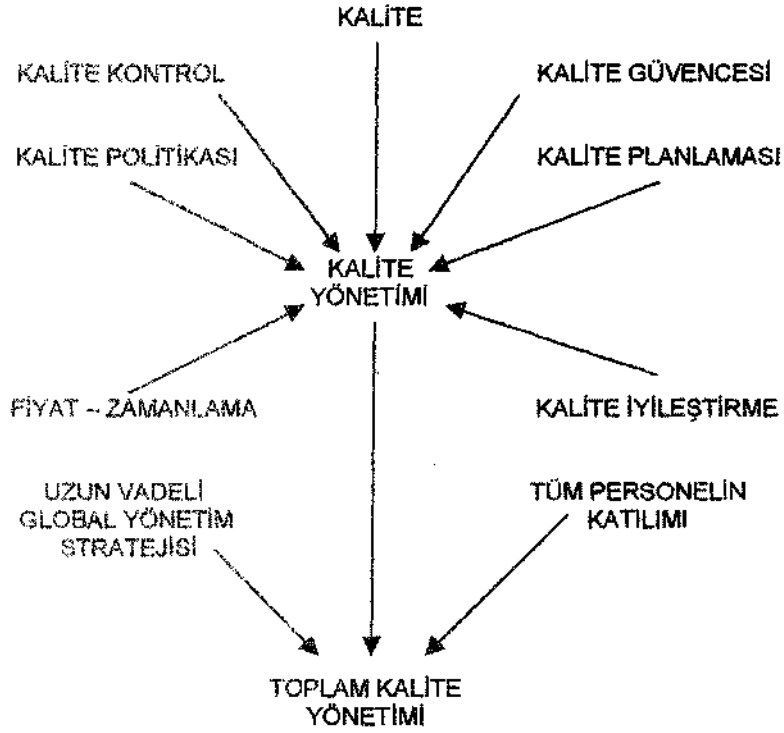 KALİTE
KALİTE KONTROL
KALİTE GÜVENCESİ
KALİTE POLİTİKASI
KALİTE PLANLAMASI
KALİTE
YÖNETİMİ
FİYAT – ZAMANLAMA
KALİTE İYİLEŞTİRME
UZUN VADELİ
GLOBAL YÖNETİM
STRATEJİSİ
TÜM PERSONELİN
KATILIMI
TOPLAM KALİTE
YÖNETİMİ